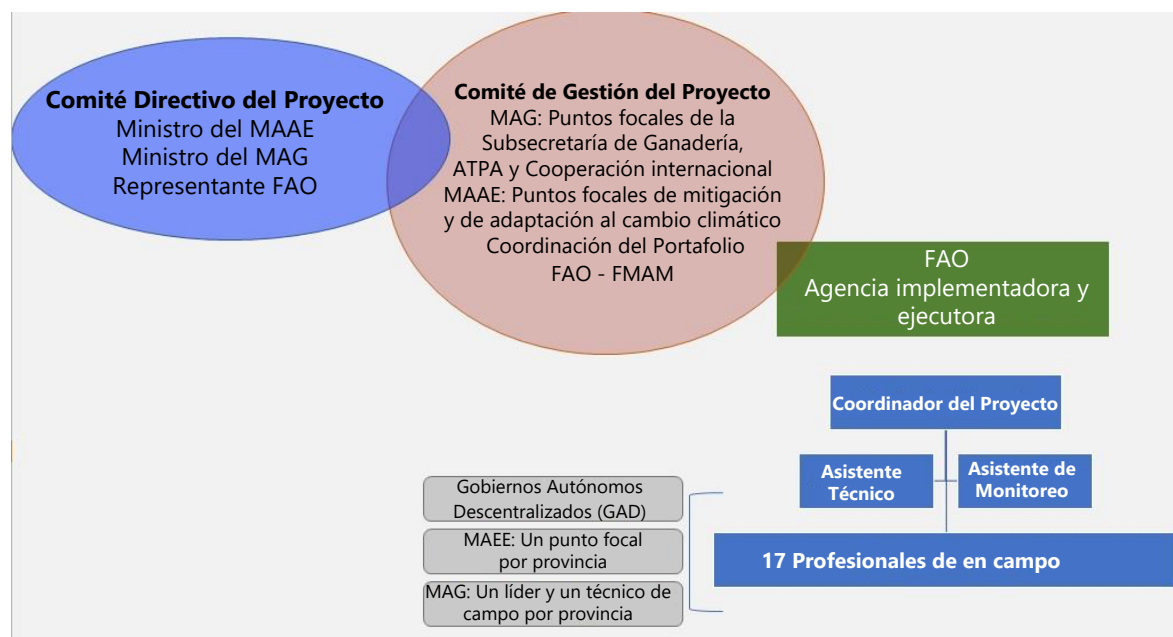 Comité Directivo del Proyecto
Ministro del MAAE
Ministro del MAG
Representante FAO
Comité de Gestión del Proyecto
MAG: Puntos focales de la
Subsecretaría de Ganadería,
ATPA y Cooperación internacional
MAAE: Puntos focales de mitigación
y de adaptación al cambio climático
Coordinación del Portafolio
FAO - FMAM
FAO
Agencia implementadora y
ejecutora
Coordinador del Proyecto
Asistente
Técnico
Asistente de
Monitoreo
Gobiernos Autónomos
Descentralizados (GAD)
MAEE: Un punto focal
por provincia
MAG: Un líder y un técnico de
campo por provincia
17 Profesionales de en campo